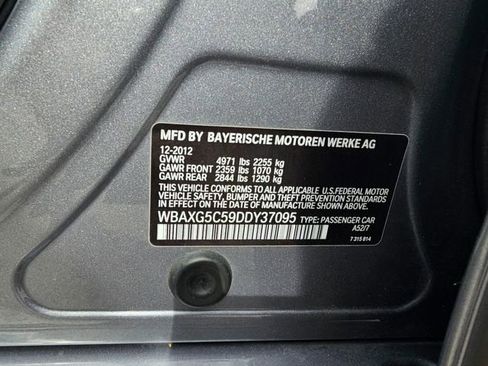 MFD BY BAYERISCHE MOTOREN WERKE AG
12-2012
GVWR 4971 lbs 2255 kg
GAWR FRONT 2359 lbs 1070 kg
GAWR REAR 2844 lbs 1290 kg
THIS VEHICLE CONFORMS TO ALL APPLICABLE U.S.FEDERAL MOTOR
VEHICLE SAFETY, BUMPER, AND THEFT PREVENTION STANDARDS
IN EFFECT ON THE DATE OF MANUFACTURE SHOWN ABOVE.
WBAXG5C59DDY37095 TYPE: PASSENGER CAR
A52/7
7 315 814